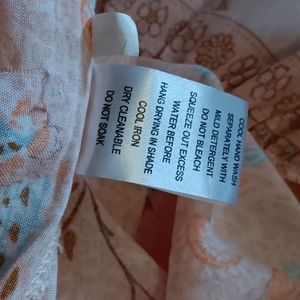 COOL HAND WASH
SEPARATELY WITH
MILD DETERGENT
DO NOT BLEACH
SQUEEZE OUT EXCESS
WATER BEFORE
HANG DRYING IN SHADE
COOL IRON
DRY CLEANABLE
DO NOT SOAK